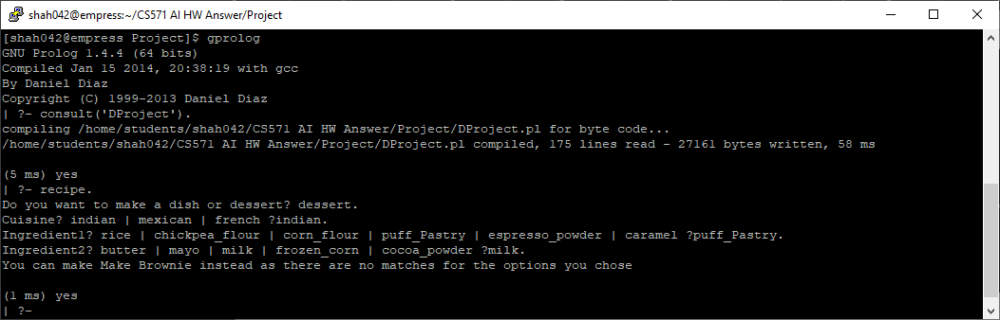 shah042@empress:~/CS571 AI HW Answer/Project
[shah042@empress Project]$ gprolog
GNU Prolog 1.4.4 (64 bits)
Compiled Jan 15 2014, 20:38:19 with gcc
By Daniel Diaz
Copyright (C) 1999-2013 Daniel Diaz
| ?- consult('DProject').
compiling /home/students/shah042/CS571 AI HW Answer/Project/DProject.pl for byte code...
/home/students/shah042/CS571 AI HW Answer/Project/DProject.pl compiled, 175 lines read - 27161 bytes written, 58 ms
(5 ms) yes
| ?- recipe.
Do you want to make a dish or dessert? dessert.
Cuisine? indian | mexican | french ?indian.
Ingredient1? rice | chickpea_flour | corn_flour | puff_Pastry | espresso_powder | caramel ?puff_Pastry.
Ingredient2? butter | mayo | milk | frozen_corn | cocoa_powder ?milk.
You can make Make Brownie instead as there are no matches for the options you chose
(1 ms) yes
| ?-